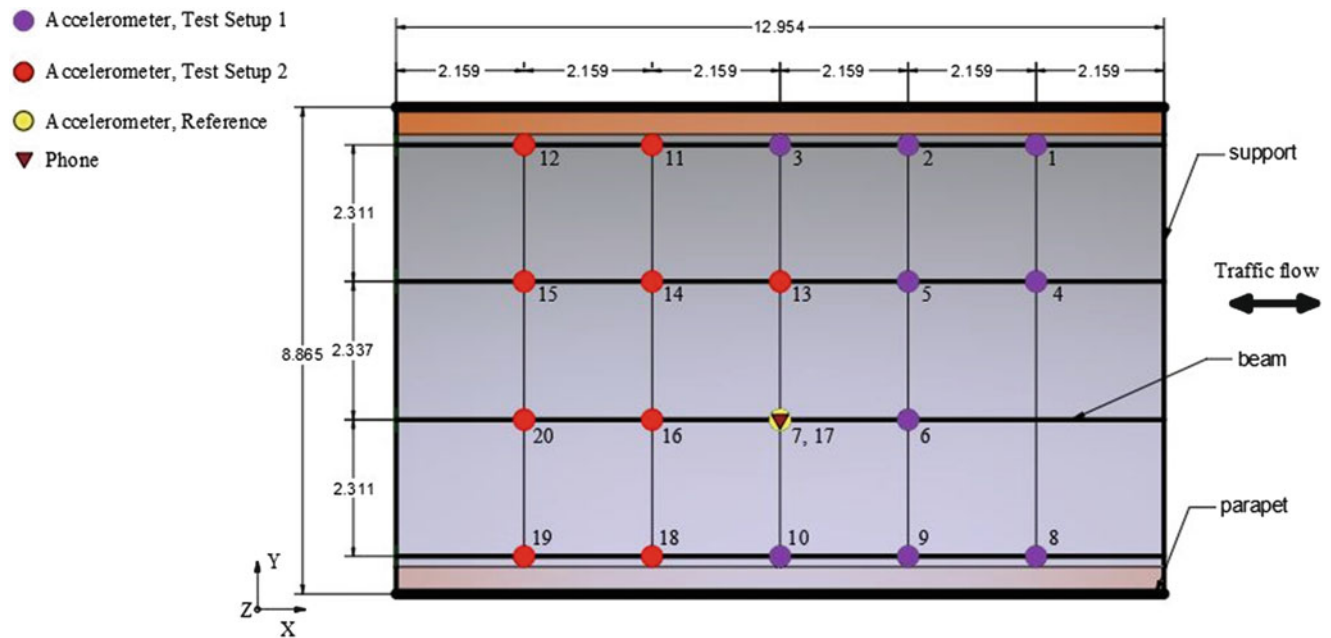 Accelerometer, Test Setup 1
Accelerometer, Test Setup 2
Accelerometer, Reference
Phone
12.954
2.159 2.159 2.159 2.159 2.159 2.159
12 11 3 2 1
support
2.311
Traffic flow
15 14 13 5 4
8.865
2.337
beam
20 16 7, 17 6
2.311
parapet
19 18 10 9 8
Y
Z
X